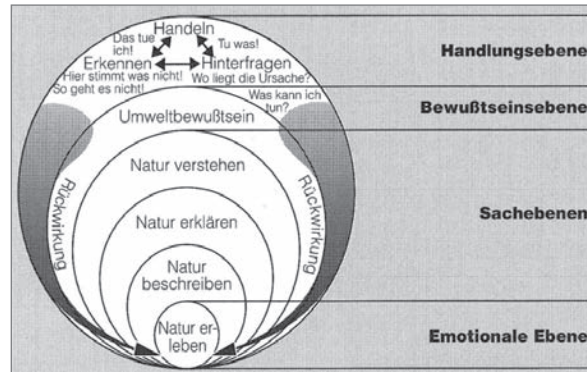 Handeln
Das tue
ich!
Tu was!
Erkennen
Hinterfragen
Hier stimmt was nicht!
So geht es nicht!
Wo liegt die Ursache?
Was kann ich
tun?
Umweltbewußtsein
Natur verstehen
Natur erklären
Natur
beschreiben
Natur er-
leben
Rückwirkung
Rückwirkung
Handlungsebene
Bewußtseinsebene
Sachebenen
Emotionale Ebene